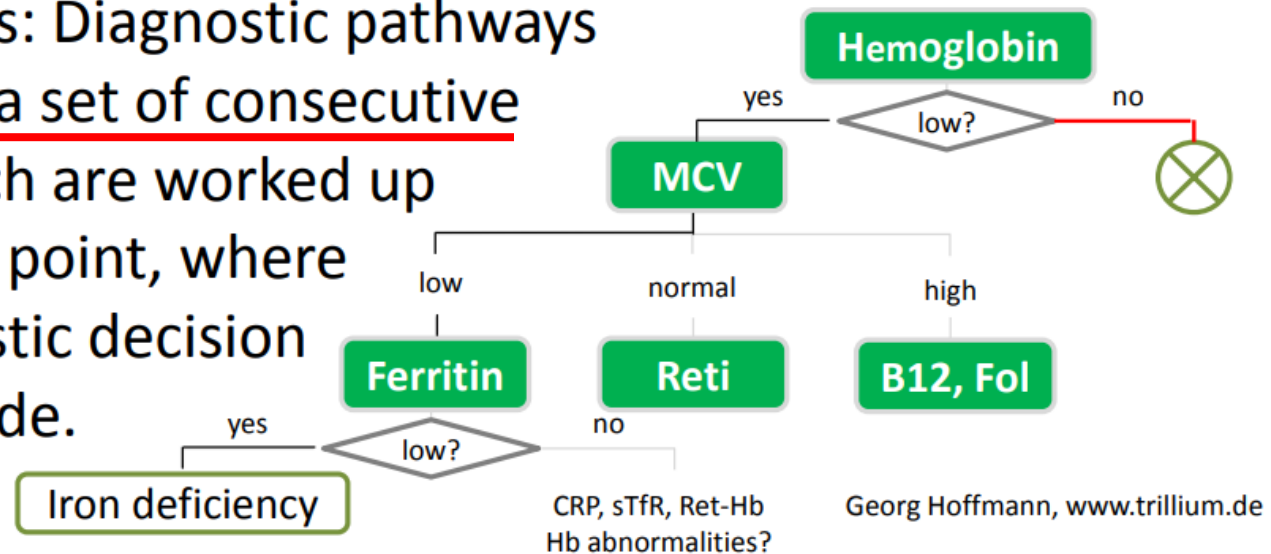 s: Diagnostic pathways
a set of consecutive
ch are worked up
point, where
stic decision
de.
Hemoglobin
yes
low?
no
MCV
low
normal
high
Ferritin
Reti
B12, Fol
yes
low?
no
Iron deficiency
CRP, sTfR, Ret-Hb
Hb abnormalities?
Georg Hoffmann, www.trillium.de